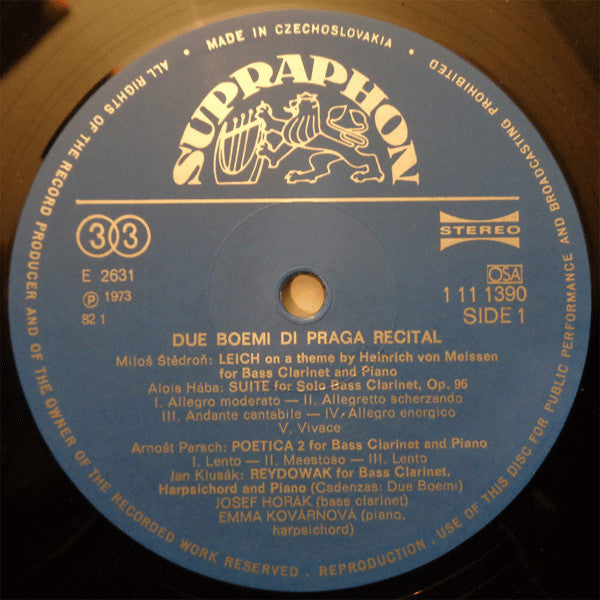 ALL RIGHTS OF THE RECORD PRODUCER AND OF THE OWNER OF THE RECORDED WORK RESERVED . REPRODUCTION , USE OF THIS DISC FOR PUBLIC PERFORMANCE AND BROADCASTING PROHIBITED • MADE IN CZECHOSLOVAKIA •
SUPRAPHON
33
STEREO
E 2631
OSA
Ⓟ 1973
1 11 1390
82 1
SIDE 1
DUE BOEMI DI PRAGA RECITAL
Miloš Štědroň: LEICH on a theme by Heinrich von Meissen
for Bass Clarinet and Piano
Alois Hába: SUITE for Solo Bass Clarinet, Op. 96
I. Allegro moderato — II. Allegretto scherzando
III. Andante cantabile — IV. Allegro energico
V. Vivace
Arnošt Parsch: POETICA 2 for Bass Clarinet and Piano
I. Lento — II. Maestoso — III. Lento
Jan Klusák: REYDOWAK for Bass Clarinet,
Harpsichord and Piano (Cadenzas: Due Boemi)
JOSEF HORÁK (bass clarinet)
EMMA KOVÁRNOVÁ (piano,
harpsichord)